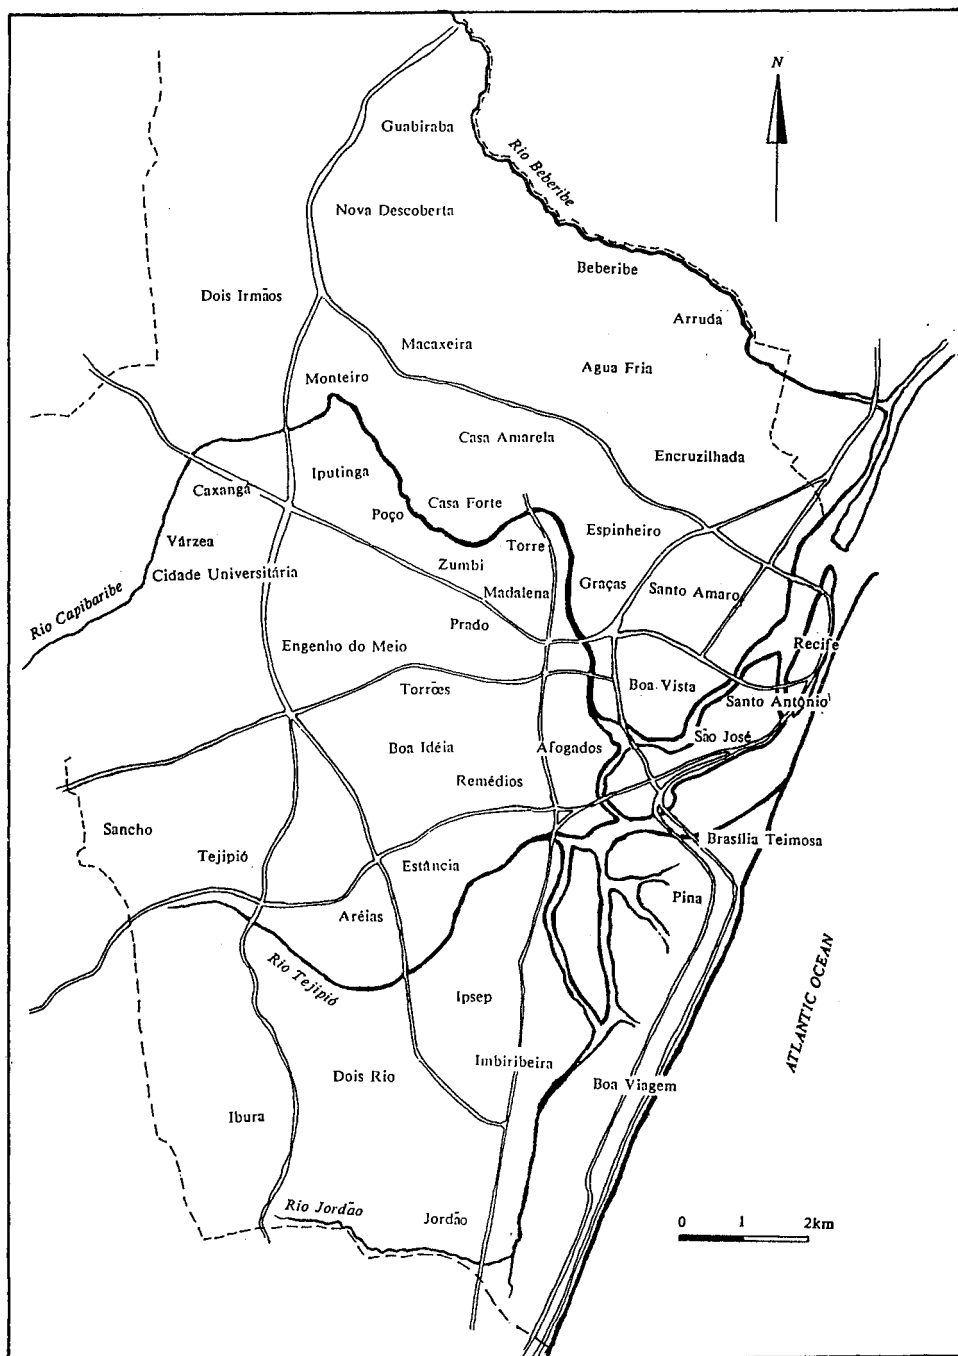 N
Guabiraba
Rio Beberibe
Nova Descoberta
Beberibe
Dois Irmãos
Arruda
Macaxeira
Agua Fria
Monteiro
Casa Amarela
Encruzilhada
Iputinga
Caxangá
Casa Forte
Poço
Espinheiro
Várzea
Torre
Zumbi
Cidade Universitária
Graças
Santo Amaro
Madalena
Rio Capibaribe
Prado
Engenho do Meio
Recife
Torrões
Boa Vista
Santo Antônio
São José
Boa Idéia
Afogados
Remédios
Sancho
Brasília Teimosa
Tejipió
Estância
Pina
Aréias
Rio Tejipió
Ipsep
ATLANTIC OCEAN
Imbiribeira
Dois Rio
Boa Viagem
Ibura
Rio Jordão
Jordão
0 1 2km